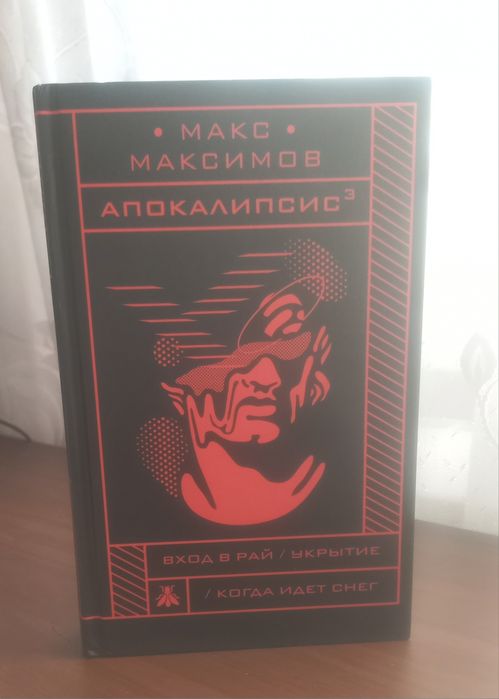 • МАКС •
МАКСИМОВ
АПОКАЛИПСИС³
ВХОД В РАЙ / УКРЫТИЕ
/ КОГДА ИДЕТ СНЕГ